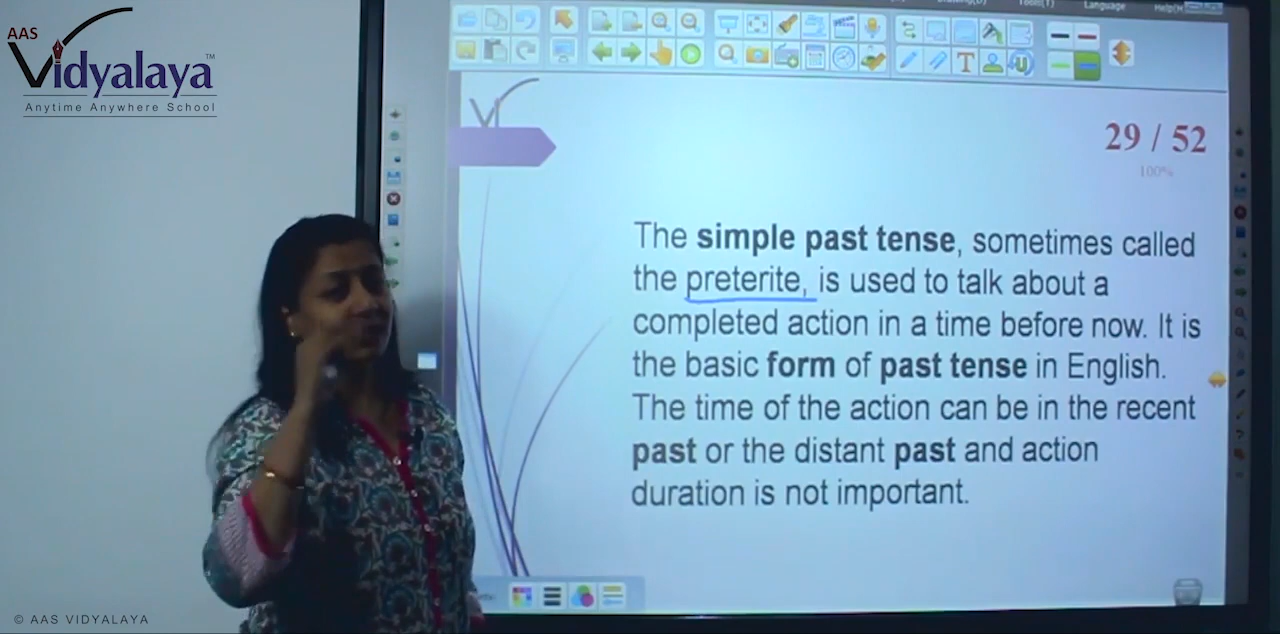 AAS
Vidyalaya™
Anytime Anywhere School
Tools(T)
Language
29 / 52
100%
The simple past tense, sometimes called
the preterite, is used to talk about a
completed action in a time before now. It is
the basic form of past tense in English.
The time of the action can be in the recent
past or the distant past and action
duration is not important.
© AAS VIDYALAYA